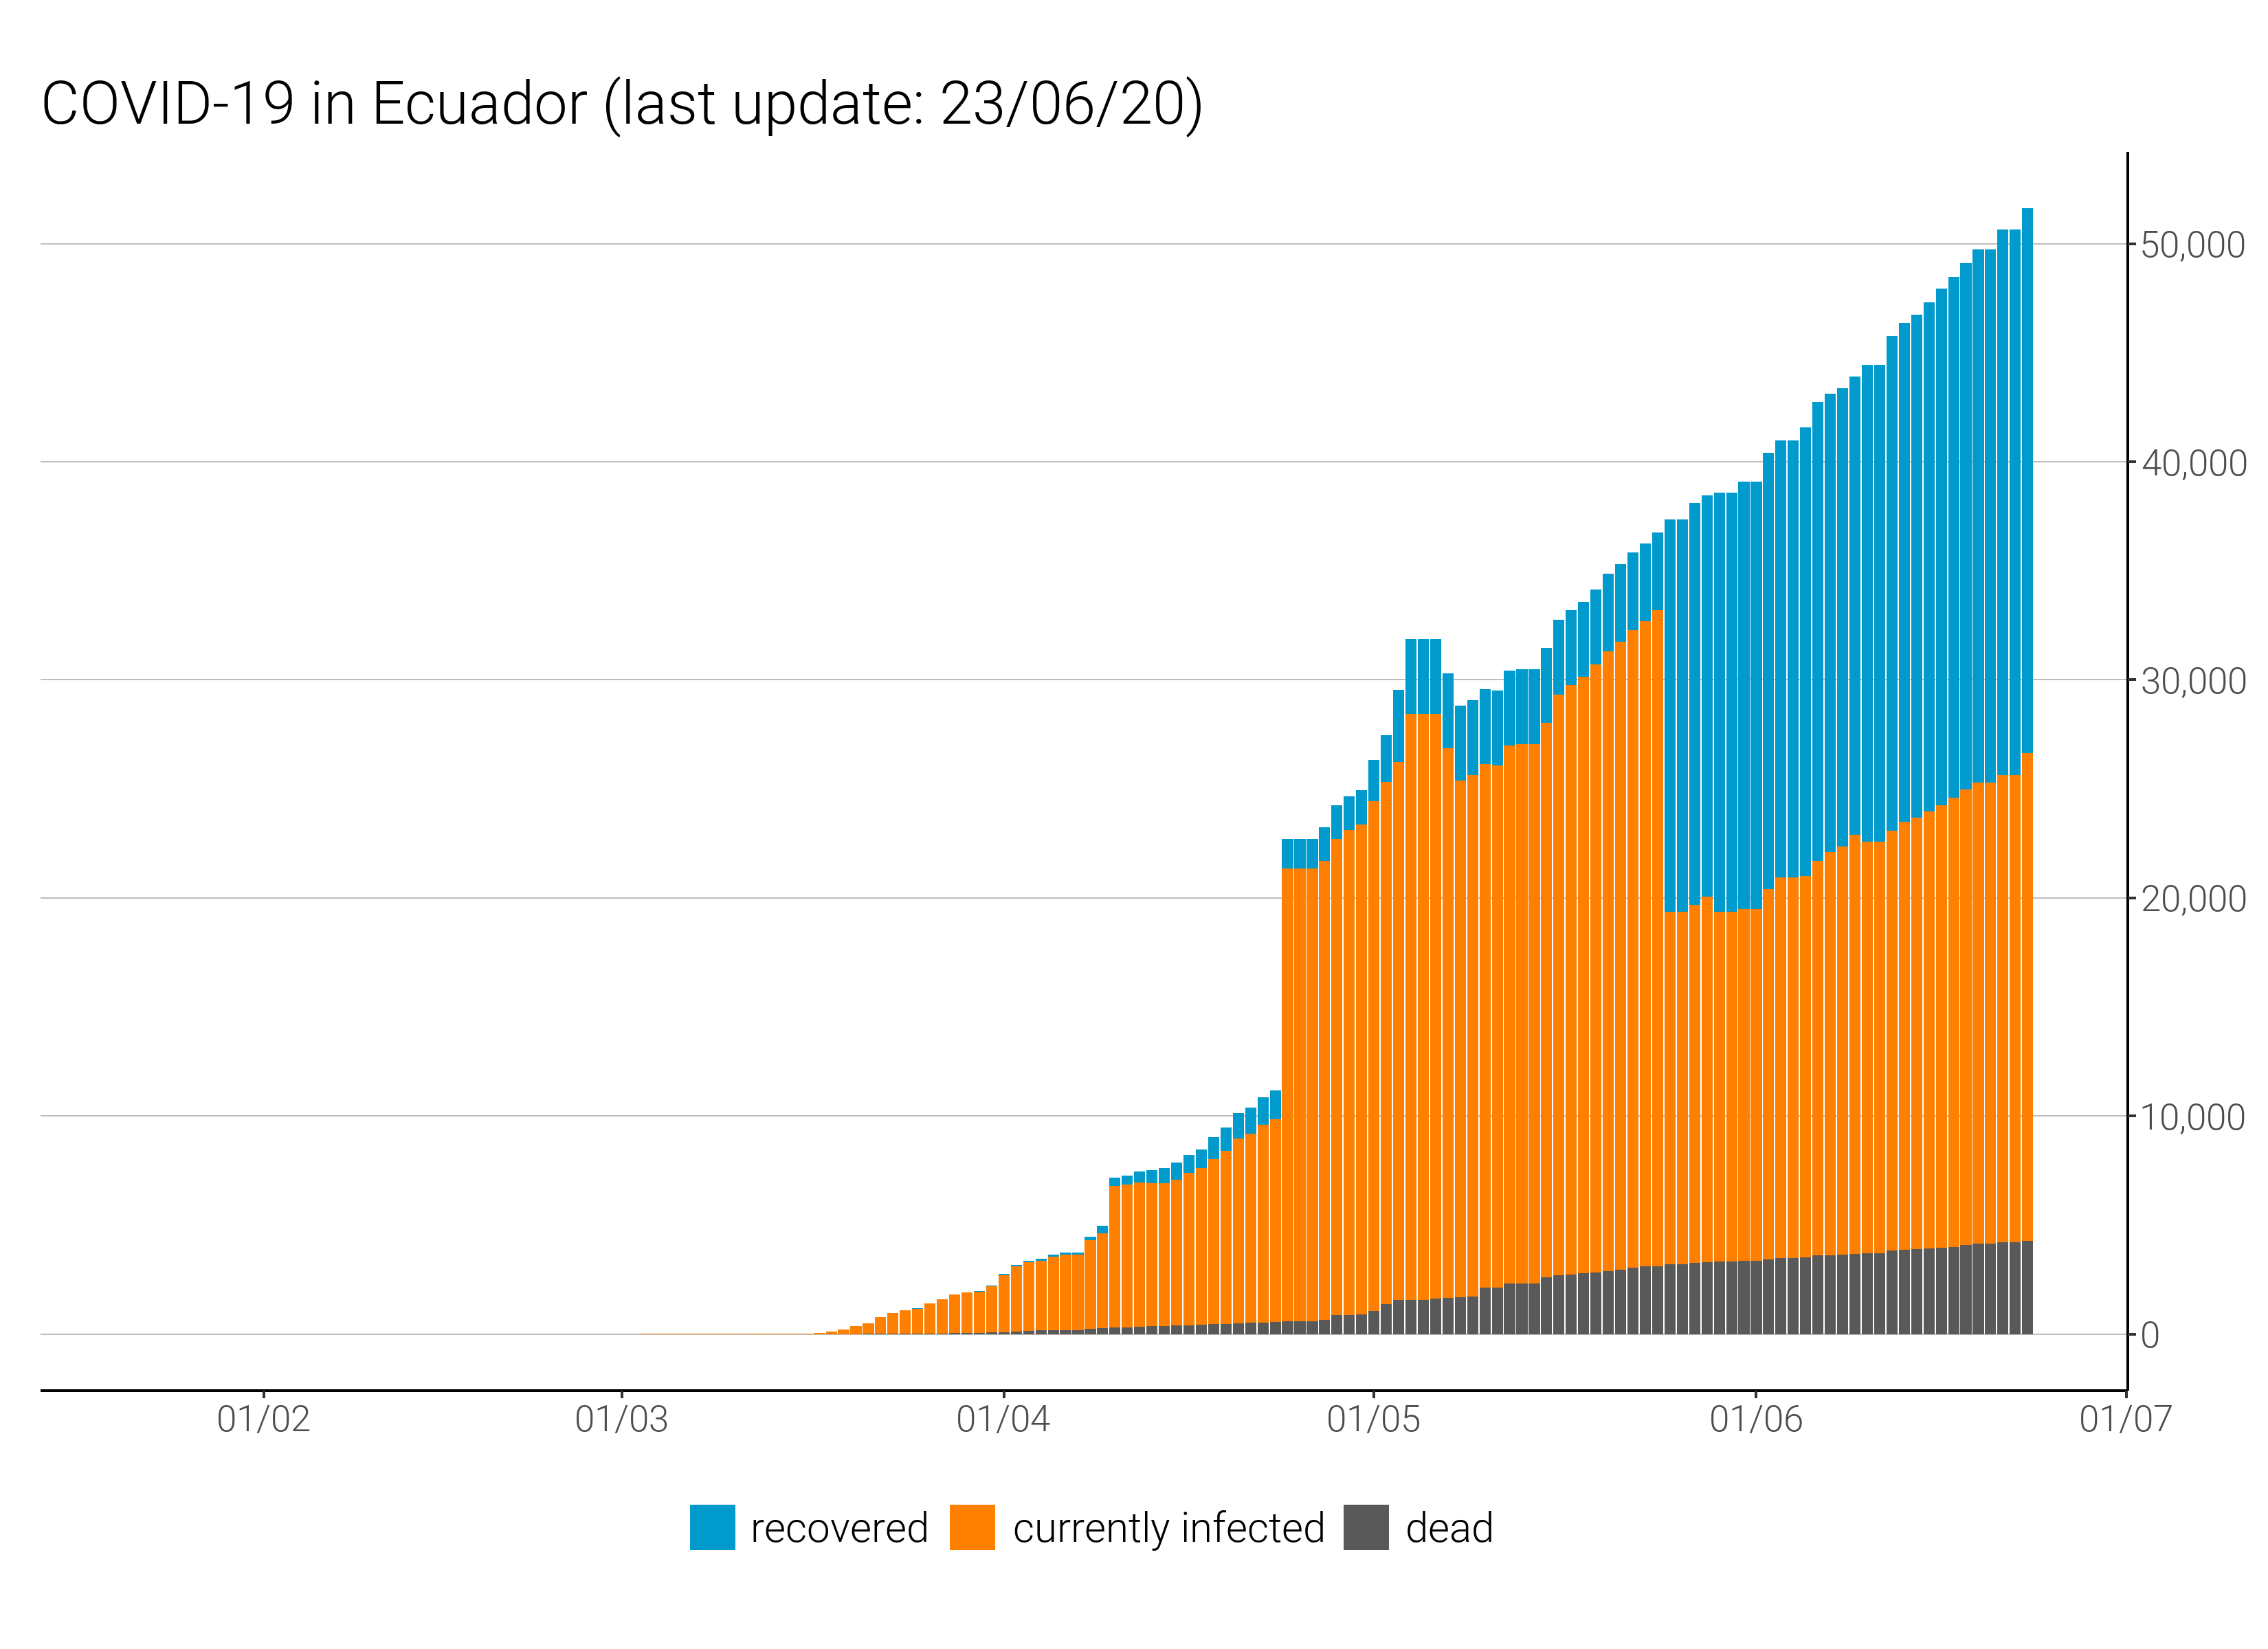 COVID-19 in Ecuador (last update: 23/06/20)
50,000
40,000
30,000
20,000
10,000
0
01/02 01/03 01/04 01/05 01/06 01/07
recovered currently infected dead